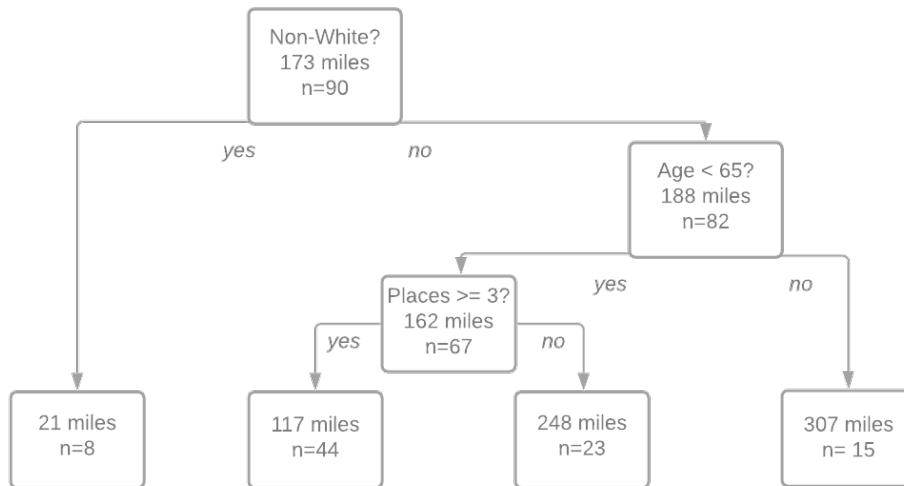 Non-White?
173 miles
n=90
yes
no
Age < 65?
188 miles
n=82
yes
no
Places >= 3?
162 miles
n=67
yes
no
21 miles
n=8
117 miles
n=44
248 miles
n=23
307 miles
n= 15